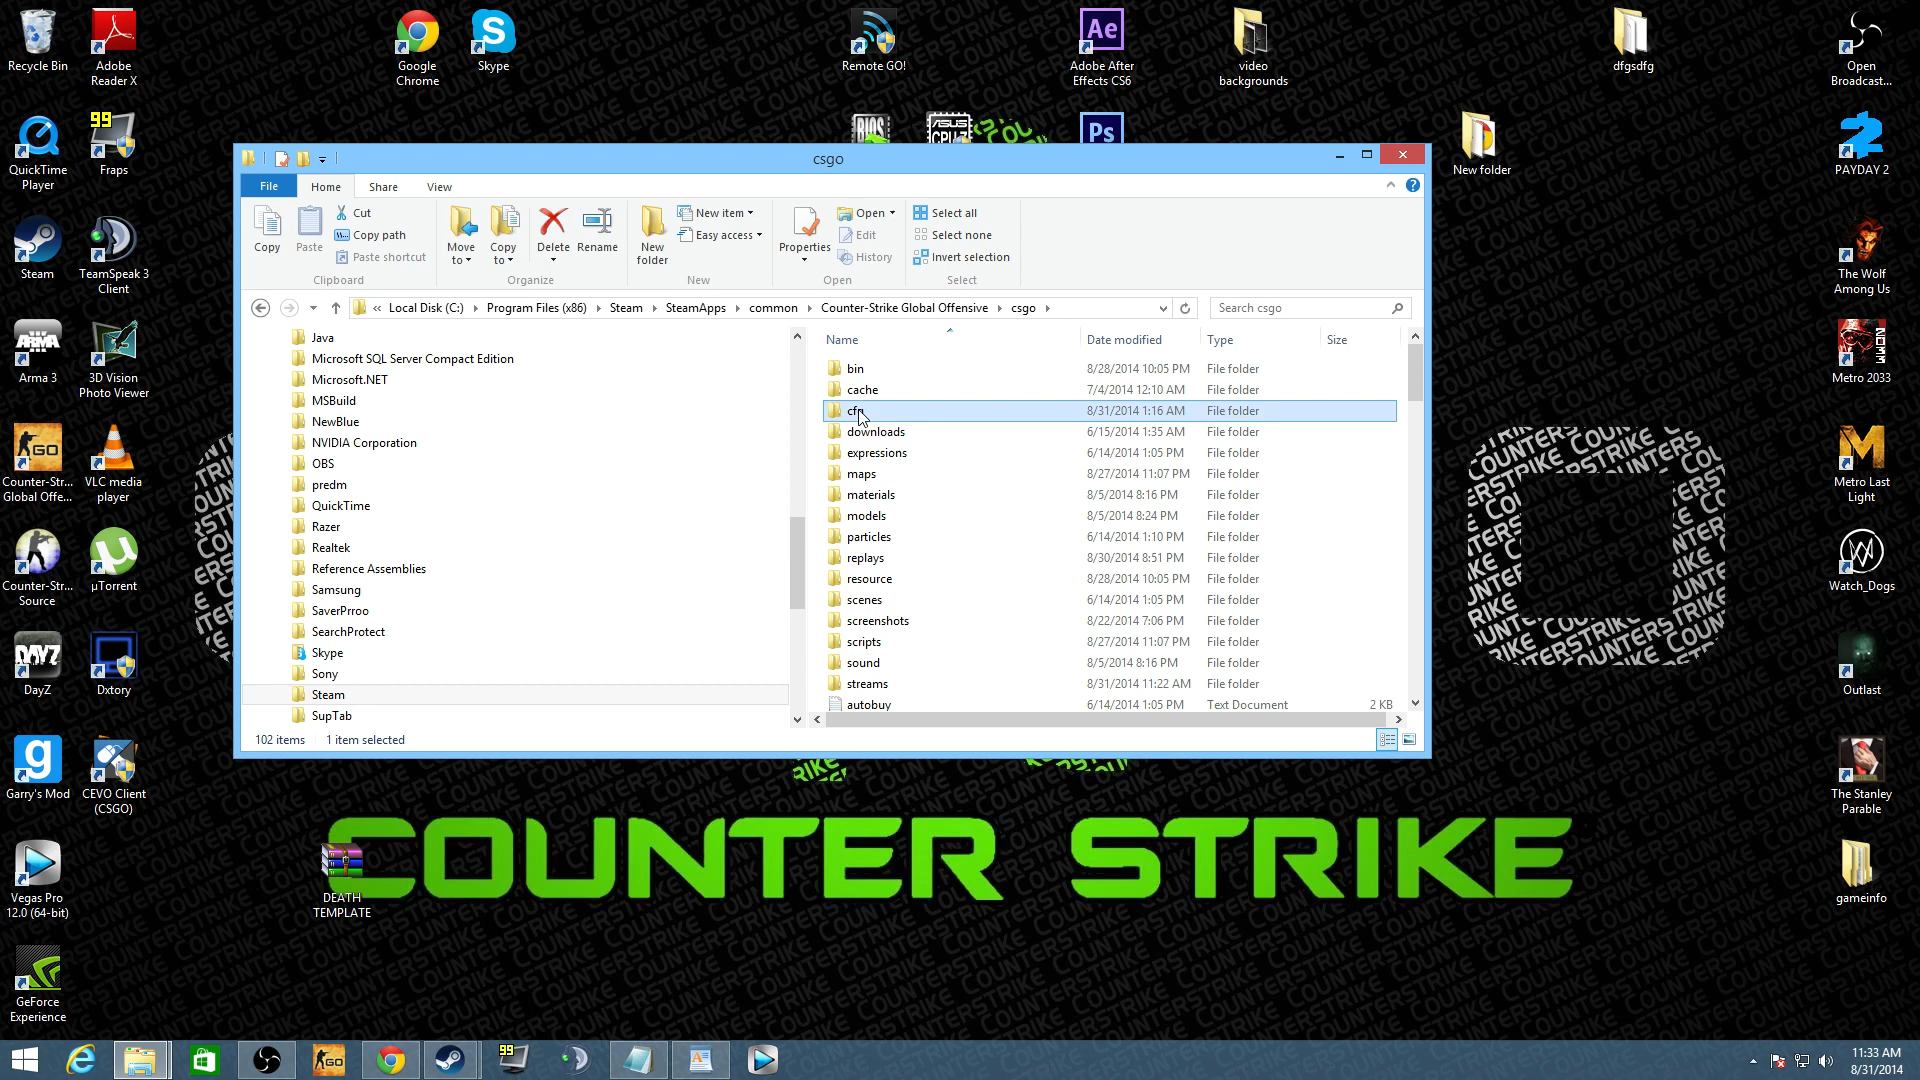 Recycle Bin
Adobe Reader X
Google Chrome
Skype
Remote GO!
Ae
Adobe After Effects CS6
video backgrounds
dfgsdfg
Open Broadcast...
QuickTime Player
99
Fraps
BIOS
ASUS
CPU-Z
Ps
New folder
2
PAYDAY 2
csgo
File
Home
Share
View
Copy
Paste
Cut
Copy path
Paste shortcut
Clipboard
Move to
Copy to
Delete
Rename
Organize
New folder
New item
Easy access
New
Properties
Open
Edit
History
Open
Select all
Select none
Invert selection
Select
Steam
TeamSpeak 3 Client
The Wolf Among Us
« Local Disk (C:) Program Files (x86) Steam SteamApps common Counter-Strike Global Offensive csgo
Search csgo
Java
Microsoft SQL Server Compact Edition
Microsoft.NET
MSBuild
NewBlue
NVIDIA Corporation
OBS
predm
QuickTime
Razer
Realtek
Reference Assemblies
Samsung
SaverPrroo
SearchProtect
Skype
Sony
Steam
SupTab
Name Date modified Type Size
bin 8/28/2014 10:05 PM File folder
cache 7/4/2014 12:10 AM File folder
cfg 8/31/2014 1:16 AM File folder
downloads 6/15/2014 1:35 AM File folder
expressions 6/14/2014 1:05 PM File folder
maps 8/27/2014 11:07 PM File folder
materials 8/5/2014 8:16 PM File folder
models 8/5/2014 8:24 PM File folder
particles 6/14/2014 1:10 PM File folder
replays 8/30/2014 8:51 PM File folder
resource 8/28/2014 10:05 PM File folder
scenes 6/14/2014 1:05 PM File folder
screenshots 8/22/2014 7:06 PM File folder
scripts 8/27/2014 11:07 PM File folder
sound 8/5/2014 8:16 PM File folder
streams 8/31/2014 11:22 AM File folder
autobuy 6/14/2014 1:05 PM Text Document 2 KB
102 items 1 item selected
ARMA
Arma 3
3D Vision Photo Viewer
Metro 2033
GO
Counter-Str... Global Offe...
VLC media player
Metro Last Light
Counter-Str... Source
µTorrent
Watch_Dogs
DAYZ
DayZ
Dxtory
Outlast
g
Garry's Mod
CEVO Client (CSGO)
The Stanley Parable
Vegas Pro 12.0 (64-bit)
DEATH TEMPLATE
COUNTER STRIKE
gameinfo
GeForce Experience
GO
99
11:33 AM
8/31/2014